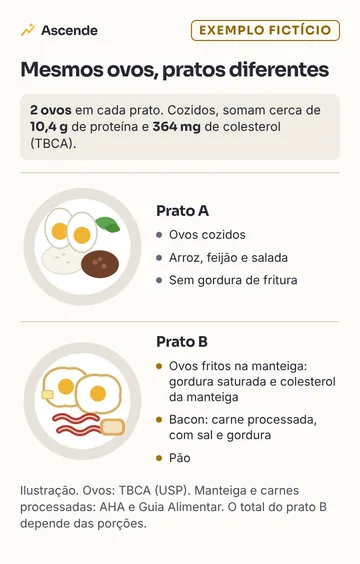 Ascende
EXEMPLO FICTÍCIO
Mesmos ovos, pratos diferentes
2 ovos em cada prato. Cozidos, somam cerca de
10,4 g de proteína e 364 mg de colesterol
(TBCA).
Prato A
Ovos cozidos
Arroz, feijão e salada
Sem gordura de fritura
Prato B
Ovos fritos na manteiga:
gordura saturada e colesterol
da manteiga
Bacon: carne processada,
com sal e gordura
Pão
Ilustração. Ovos: TBCA (USP). Manteiga e carnes
processadas: AHA e Guia Alimentar. O total do prato B
depende das porções.